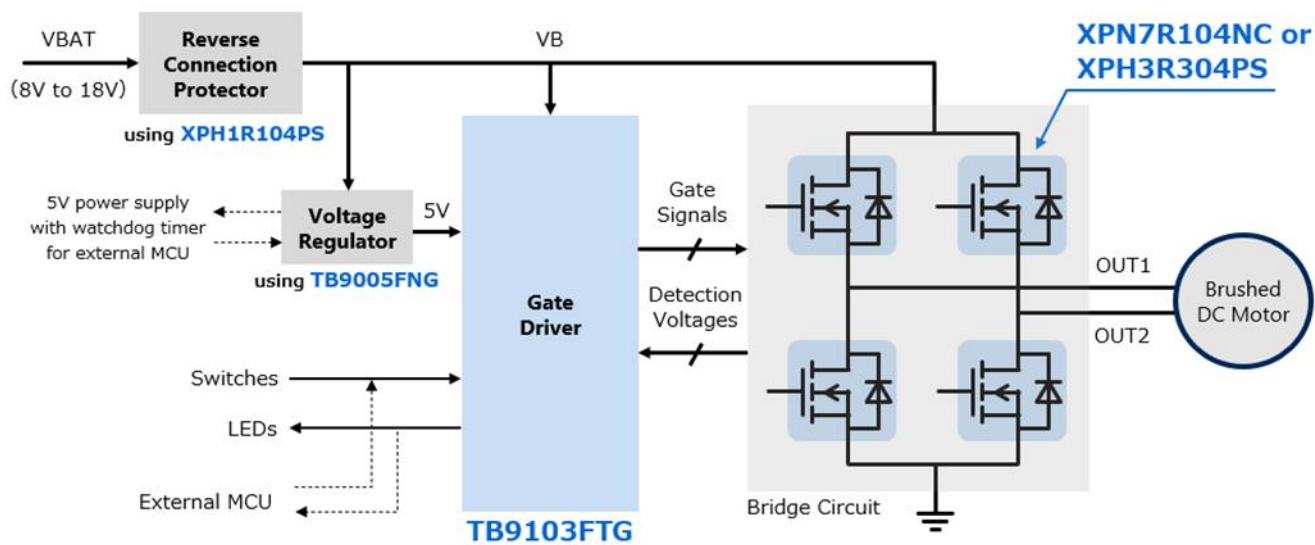 VBAT
(8V to 18V)
Reverse
Connection
Protector
using XPH1R104PS
VB
XPN7R104NC or
XPH3R304PS
5V power supply
with watchdog timer
for external MCU
Voltage
Regulator
using TB9005FNG
5V
Gate
Driver
TB9103FTG
Gate
Signals
Detection
Voltages
Switches
LEDs
External MCU
OUT1
OUT2
Brushed
DC Motor
Bridge Circuit